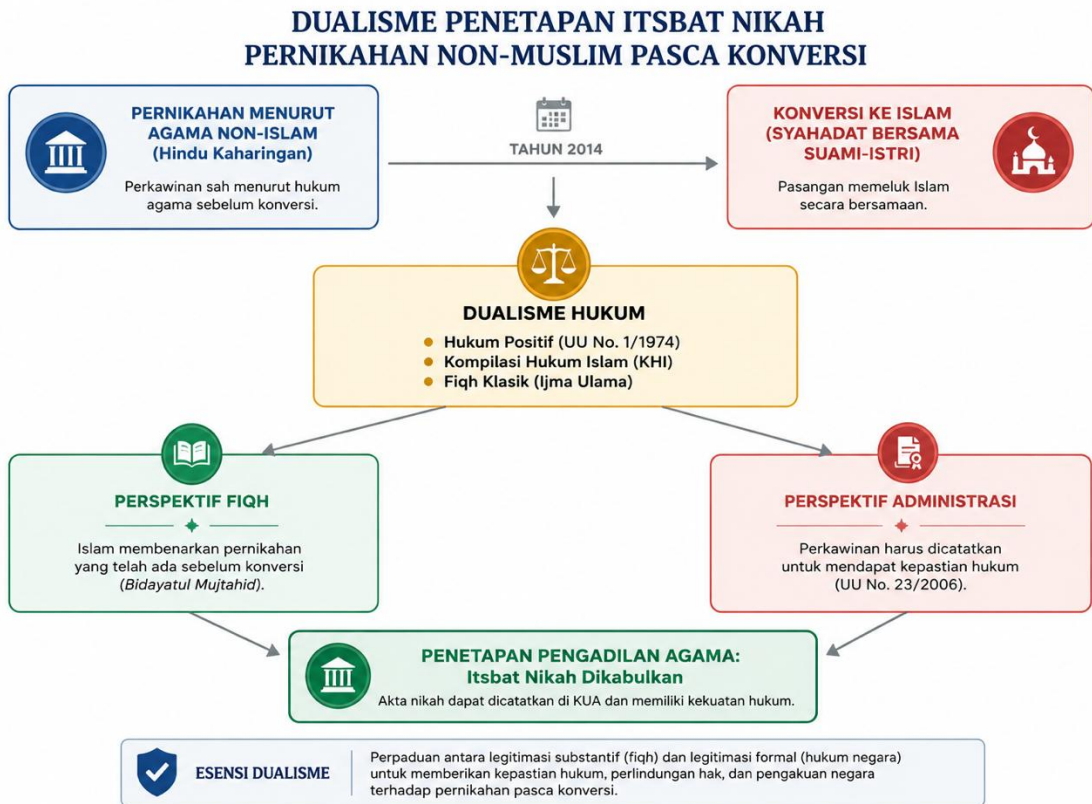 DUALISME PENETAPAN ITSBAT NIKAH
PERNIKAHAN NON-MUSLIM PASCA KONVERSI
PERNIKAHAN MENURUT
AGAMA NON-ISLAM
(Hindu Kaharingan)
Perkawinan sah menurut hukum
agama sebelum konversi.
TAHUN 2014
KONVERSI KE ISLAM
(SYAHADAT BERSAMA
SUAMI-ISTRI)
Pasangan memeluk Islam
secara bersamaan.
DUALISME HUKUM
• Hukum Positif (UU No. 1/1974)
• Kompilasi Hukum Islam (KHI)
• Fiqh Klasik (Ijma Ulama)
PERSPEKTIF FIQH
Islam membenarkan pernikahan
yang telah ada sebelum konversi
(Bidayatul Mujtahid).
PERSPEKTIF ADMINISTRASI
Perkawinan harus dicatatkan
untuk mendapat kepastian hukum
(UU No. 23/2006).
PENETAPAN PENGADILAN AGAMA:
Itsbat Nikah Dikabulkan
Akta nikah dapat dicatatkan di KUA dan memiliki kekuatan hukum.
ESENSI DUALISME
Perpaduan antara legitimasi substantif (fiqh) dan legitimasi formal (hukum negara)
untuk memberikan kepastian hukum, perlindungan hak, dan pengakuan negara
terhadap pernikahan pasca konversi.